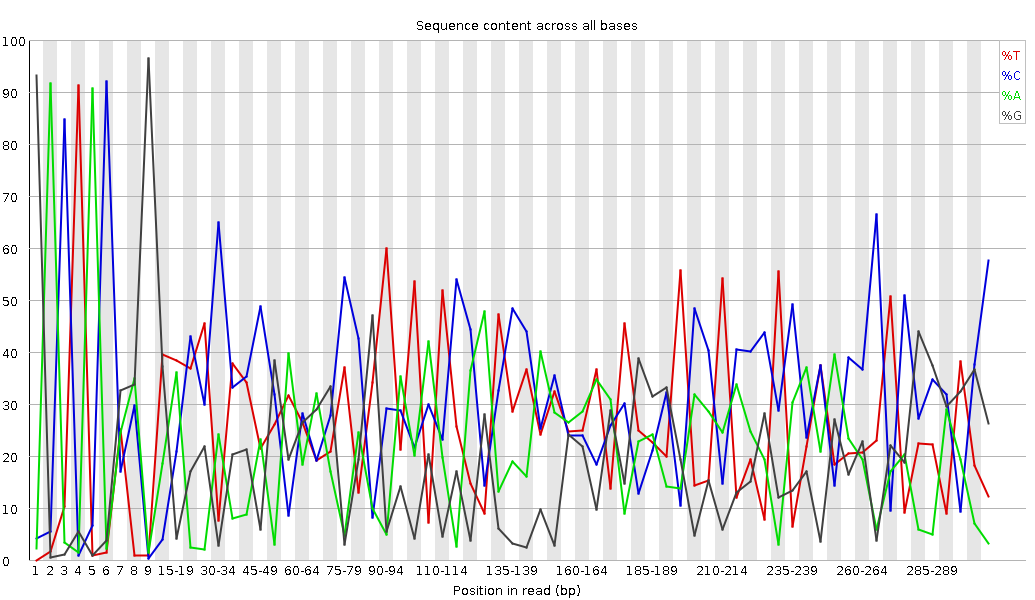 Sequence content across all bases
100
90
80
70
60
50
40
30
20
10
0
%T
%C
%A
%G
1 2 3 4 5 6 7 8 9 15-19 30-34 45-49 60-64 75-79 90-94 110-114 135-139 160-164 185-189 210-214 235-239 260-264 285-289
Position in read (bp)